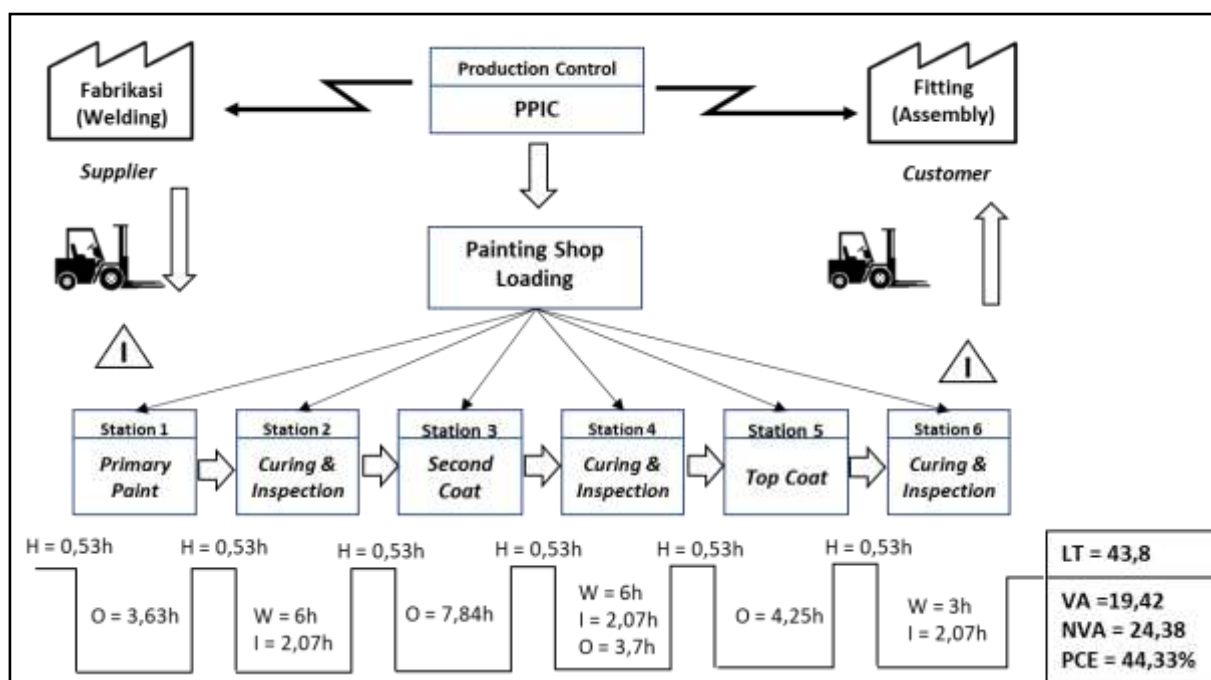 Production Control
PPIC
Fabrikasi
(Welding)
Fitting
(Assembly)
Supplier
Customer
Painting Shop
Loading
I
I
Station 1
Primary
Paint
Station 2
Curing &
Inspection
Station 3
Second
Coat
Station 4
Curing &
Inspection
Station 5
Top Coat
Station 6
Curing &
Inspection
H = 0,53h
H = 0,53h
H = 0,53h
H = 0,53h
H = 0,53h
H = 0,53h
O = 3,63h
W = 6h
I = 2,07h
O = 7,84h
W = 6h
I = 2,07h
O = 3,7h
O = 4,25h
W = 3h
I = 2,07h
LT = 43,8
VA =19,42
NVA = 24,38
PCE = 44,33%